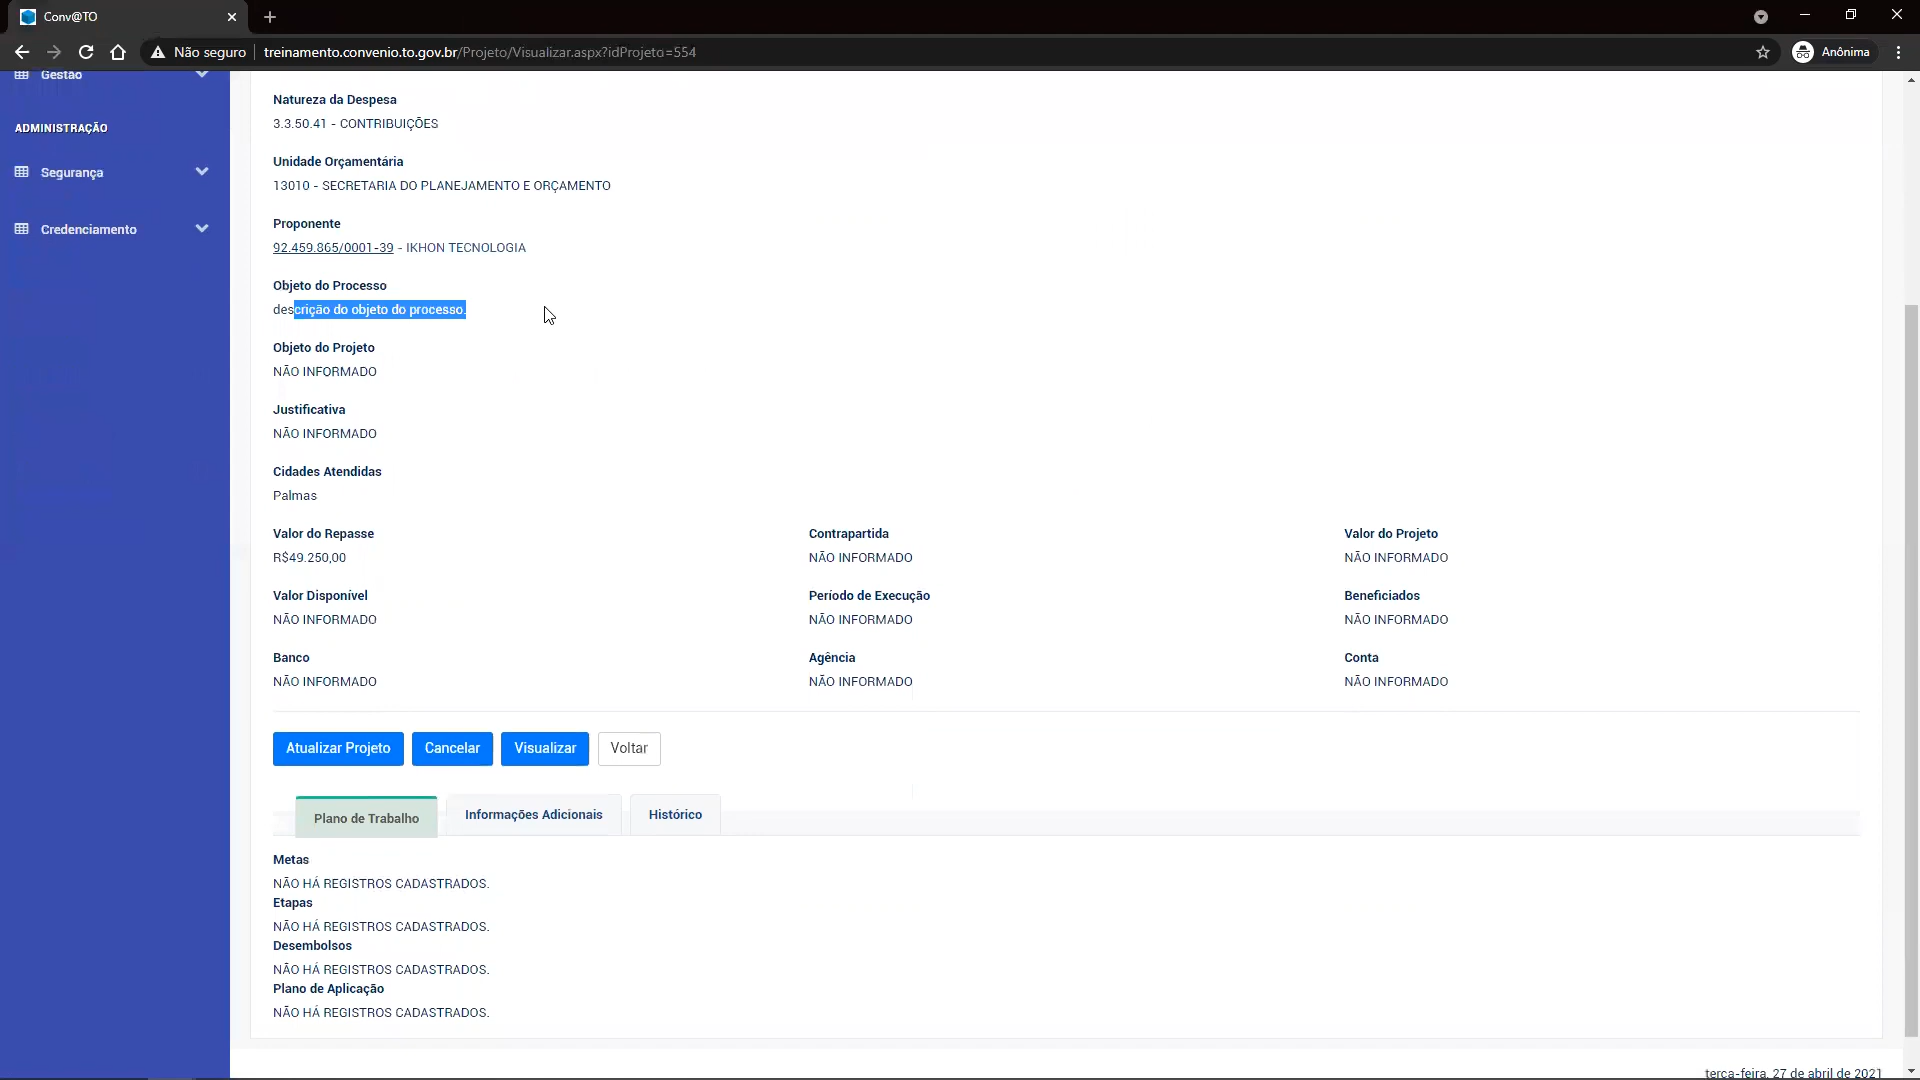 Conv@TO
Não seguro
treinamento.convenio.to.gov.br/Projeto/Visualizar.aspx?idProjeto=554
Anônima
Gestão
ADMINISTRAÇÃO
Segurança
Credenciamento
Natureza da Despesa
3.3.50.41 - CONTRIBUIÇÕES
Unidade Orçamentária
13010 - SECRETARIA DO PLANEJAMENTO E ORÇAMENTO
Proponente
92.459.865/0001-39 - IKHON TECNOLOGIA
Objeto do Processo
descrição do objeto do processo.
Objeto do Projeto
NÃO INFORMADO
Justificativa
NÃO INFORMADO
Cidades Atendidas
Palmas
Valor do Repasse Contrapartida Valor do Projeto
R$49.250,00 NÃO INFORMADO NÃO INFORMADO
Valor Disponível Período de Execução Beneficiados
NÃO INFORMADO NÃO INFORMADO NÃO INFORMADO
Banco Agência Conta
NÃO INFORMADO NÃO INFORMADO NÃO INFORMADO
Atualizar Projeto Cancelar Visualizar Voltar
Plano de Trabalho Informações Adicionais Histórico
Metas
NÃO HÁ REGISTROS CADASTRADOS.
Etapas
NÃO HÁ REGISTROS CADASTRADOS.
Desembolsos
NÃO HÁ REGISTROS CADASTRADOS.
Plano de Aplicação
NÃO HÁ REGISTROS CADASTRADOS.
terça-feira, 27 de abril de 2021